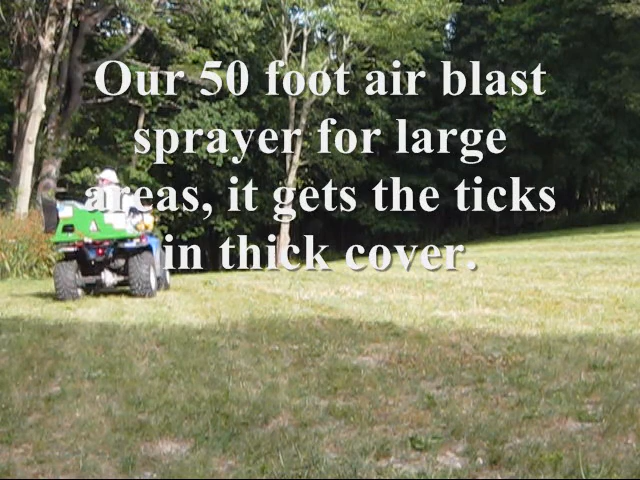 Our 50 foot air blast
sprayer for large
areas, it gets the ticks
in thick cover.